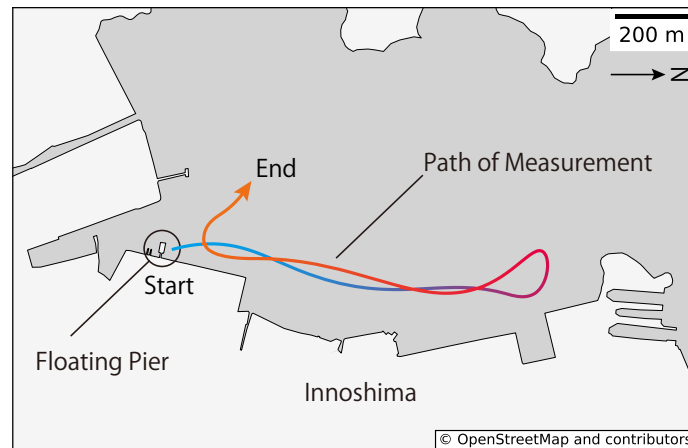 200 m
N
End
Path of Measurement
Start
Floating Pier
Innoshima
© OpenStreetMap and contributors